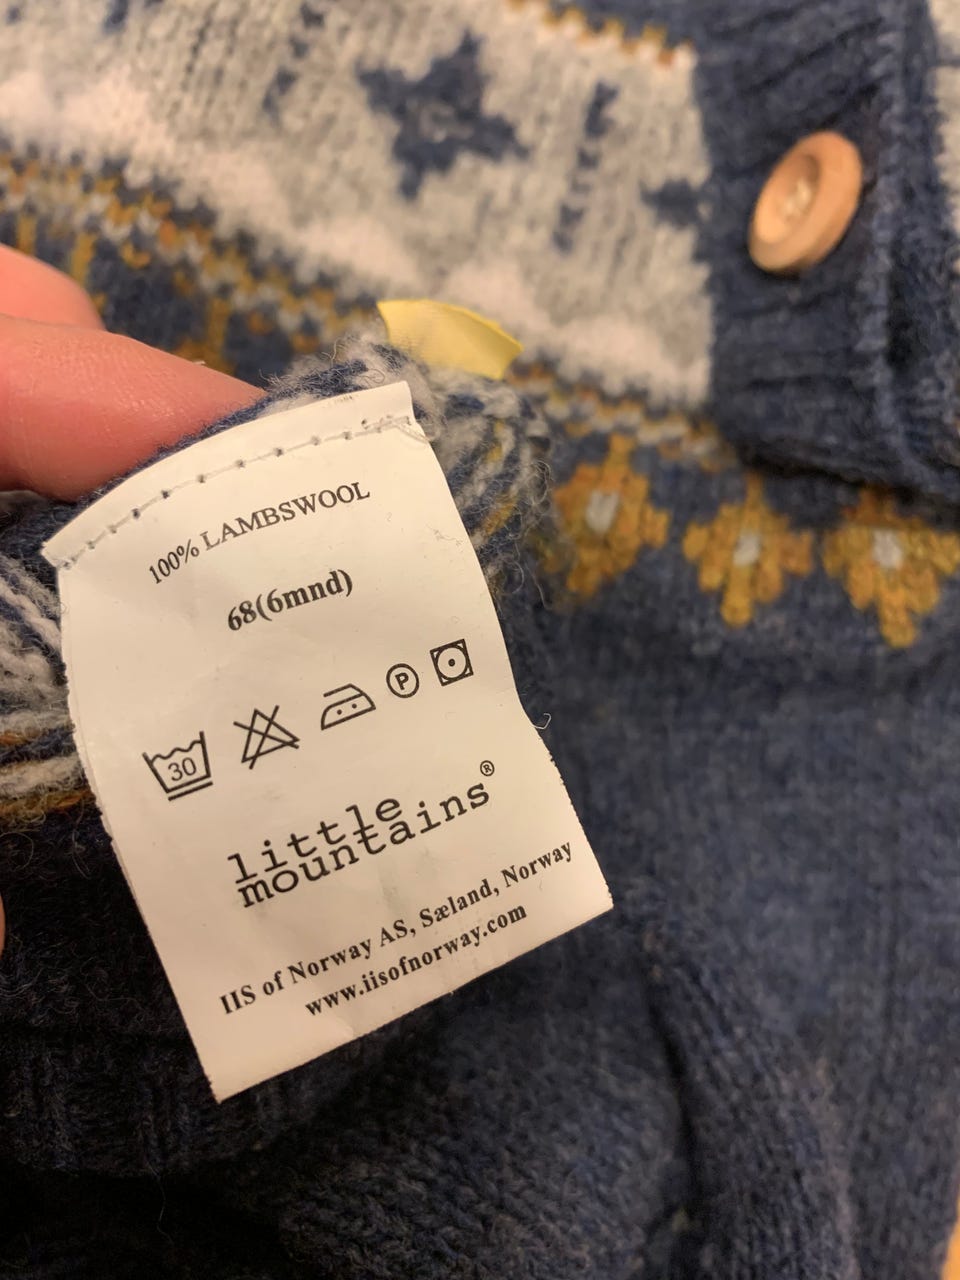 100% LAMBSWOOL
68(6mnd)
30 P
little
mountains®
IIS of Norway AS, Sæland, Norway
www.iisofnorway.com